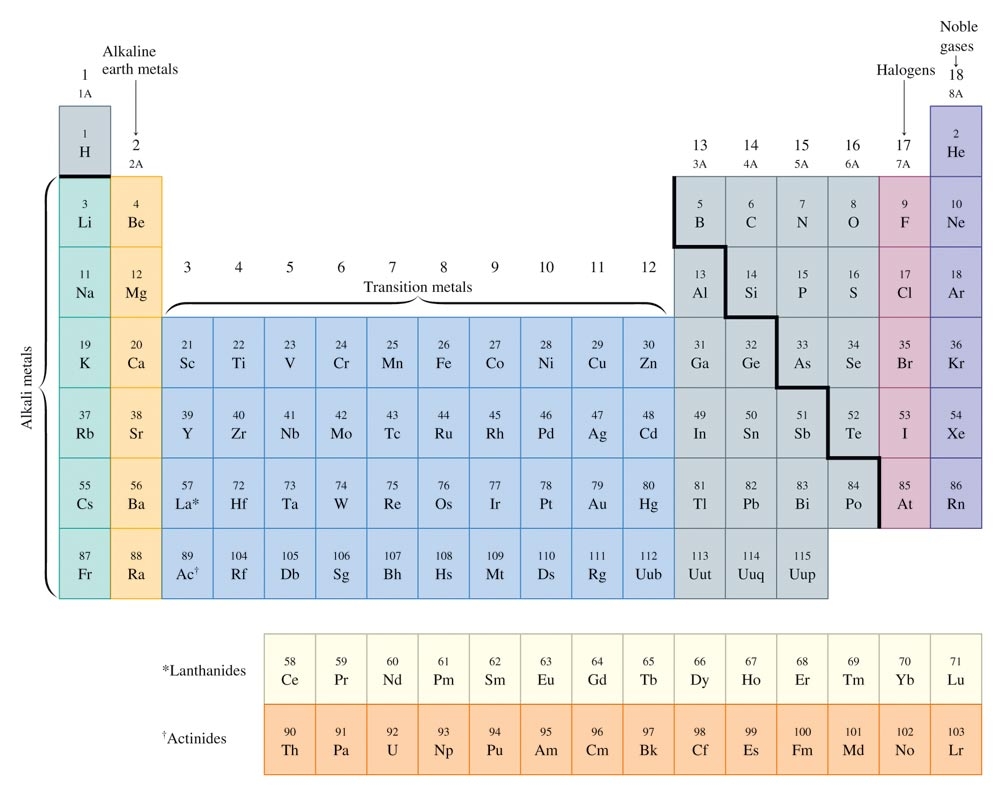 Noble
gases
Alkaline
earth metals
Halogens
1 18
1A 8A
1 2
H He
2 13 14 15 16 17
2A 3A 4A 5A 6A 7A
3 4 5 6 7 8 9 10
Li Be B C N O F Ne
11 12 13 14 15 16 17 18
Na Mg Al Si P S Cl Ar
3 4 5 6 7 8 9 10 11 12
Transition metals
Alkali metals
19 20 21 22 23 24 25 26 27 28 29 30 31 32 33 34 35 36
K Ca Sc Ti V Cr Mn Fe Co Ni Cu Zn Ga Ge As Se Br Kr
37 38 39 40 41 42 43 44 45 46 47 48 49 50 51 52 53 54
Rb Sr Y Zr Nb Mo Tc Ru Rh Pd Ag Cd In Sn Sb Te I Xe
55 56 57 72 73 74 75 76 77 78 79 80 81 82 83 84 85 86
Cs Ba La* Hf Ta W Re Os Ir Pt Au Hg Tl Pb Bi Po At Rn
87 88 89 104 105 106 107 108 109 110 111 112 113 114 115
Fr Ra Ac† Rf Db Sg Bh Hs Mt Ds Rg Uub Uut Uuq Uup
*Lanthanides
58 59 60 61 62 63 64 65 66 67 68 69 70 71
Ce Pr Nd Pm Sm Eu Gd Tb Dy Ho Er Tm Yb Lu
†Actinides
90 91 92 93 94 95 96 97 98 99 100 101 102 103
Th Pa U Np Pu Am Cm Bk Cf Es Fm Md No Lr